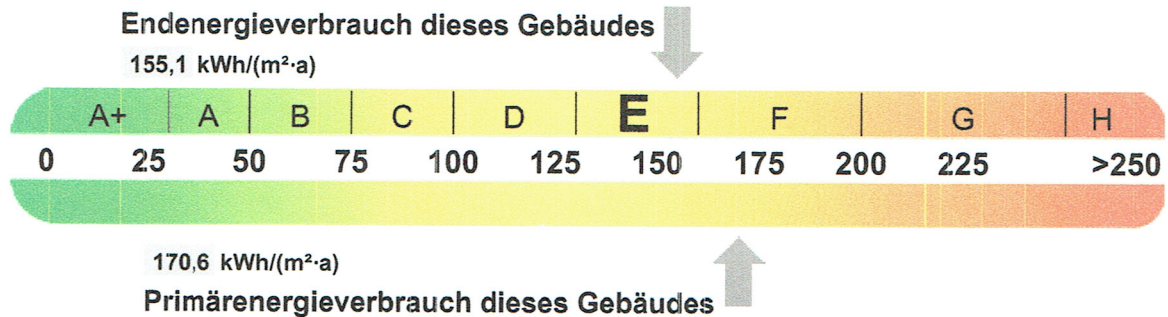 Endenergieverbrauch dieses Gebäudes
155,1 kWh/(m²·a)
A+ A B C D E F G H
0 25 50 75 100 125 150 175 200 225 >250
170,6 kWh/(m²·a)
Primärenergieverbrauch dieses Gebäudes